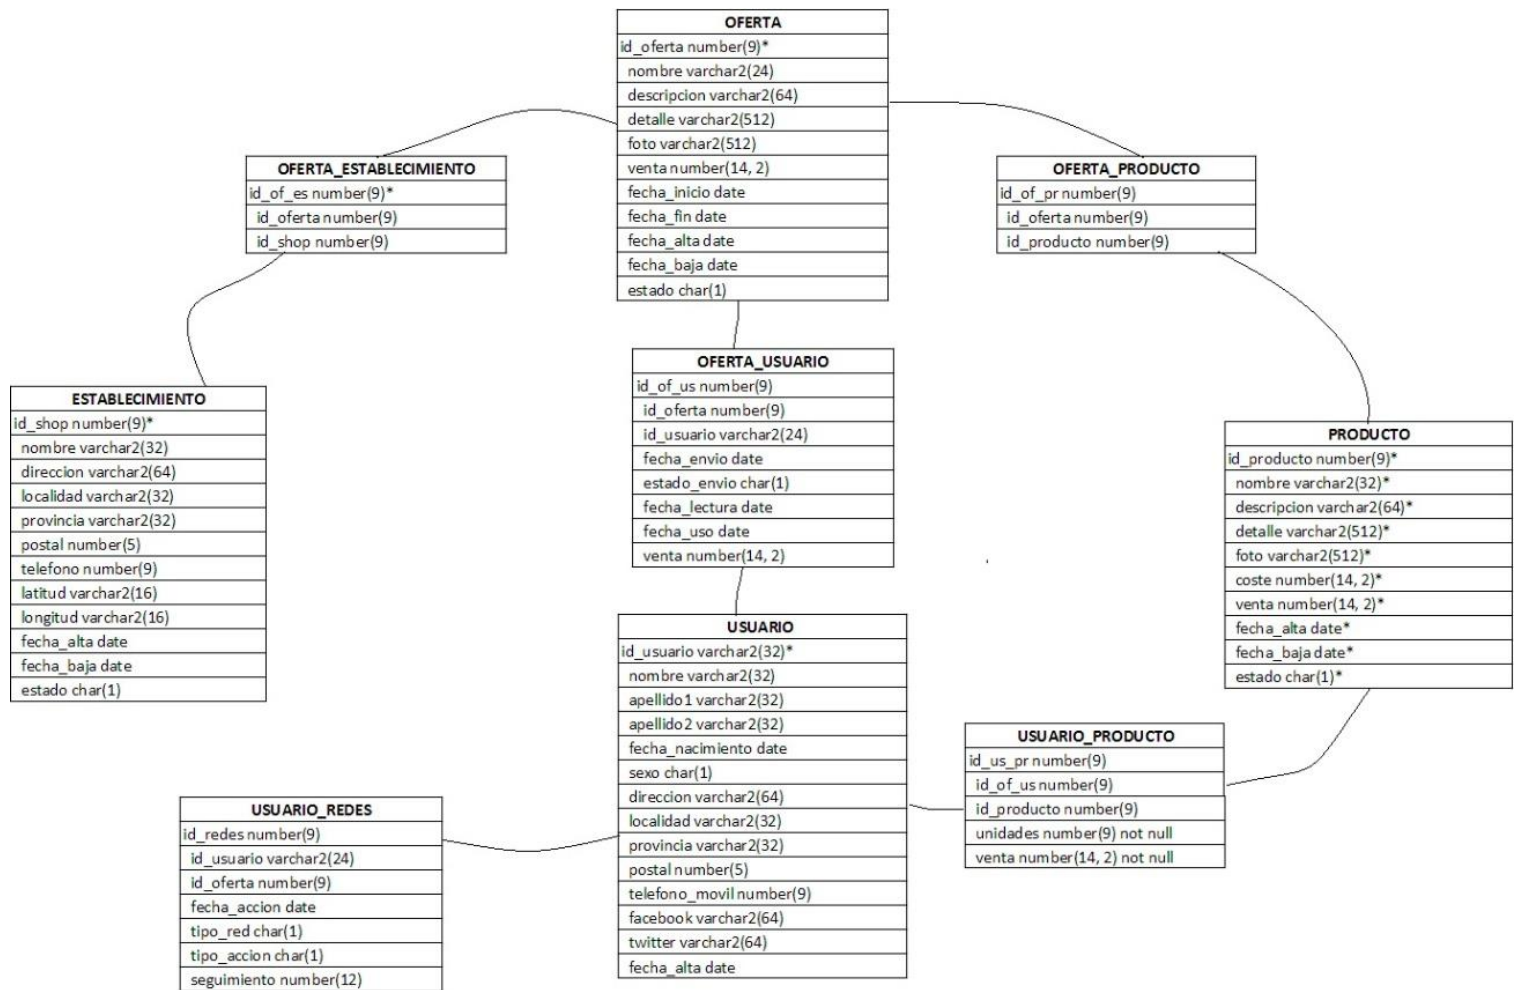 OFERTA
id_oferta number(9)*
nombre varchar2(24)
descripcion varchar2(64)
detalle varchar2(512)
foto varchar2(512)
venta number(14, 2)
fecha_inicio date
fecha_fin date
fecha_alta date
fecha_baja date
estado char(1)
OFERTA_ESTABLECIMIENTO
id_of_es number(9)*
id_oferta number(9)
id_shop number(9)
OFERTA_PRODUCTO
id_of_pr number(9)
id_oferta number(9)
id_producto number(9)
OFERTA_USUARIO
id_of_us number(9)
id_oferta number(9)
id_usuario varchar2(24)
fecha_envio date
estado_envio char(1)
fecha_lectura date
fecha_uso date
venta number(14, 2)
ESTABLECIMIENTO
id_shop number(9)*
nombre varchar2(32)
direccion varchar2(64)
localidad varchar2(32)
provincia varchar2(32)
postal number(5)
telefono number(9)
latitud varchar2(16)
longitud varchar2(16)
fecha_alta date
fecha_baja date
estado char(1)
PRODUCTO
id_producto number(9)*
nombre varchar2(32)*
descripcion varchar2(64)*
detalle varchar2(512)*
foto varchar2(512)*
coste number(14, 2)*
venta number(14, 2)*
fecha_alta date*
fecha_baja date*
estado char(1)*
USUARIO
id_usuario varchar2(32)*
nombre varchar2(32)
apellido1 varchar2(32)
apellido2 varchar2(32)
fecha_nacimiento date
sexo char(1)
direccion varchar2(64)
localidad varchar2(32)
provincia varchar2(32)
postal number(5)
telefono_movil number(9)
facebook varchar2(64)
twitter varchar2(64)
fecha_alta date
USUARIO_PRODUCTO
id_us_pr number(9)
id_of_us number(9)
id_producto number(9)
unidades number(9) not null
venta number(14, 2) not null
USUARIO_REDES
id_redes number(9)
id_usuario varchar2(24)
id_oferta number(9)
fecha_accion date
tipo_red char(1)
tipo_accion char(1)
seguimiento number(12)